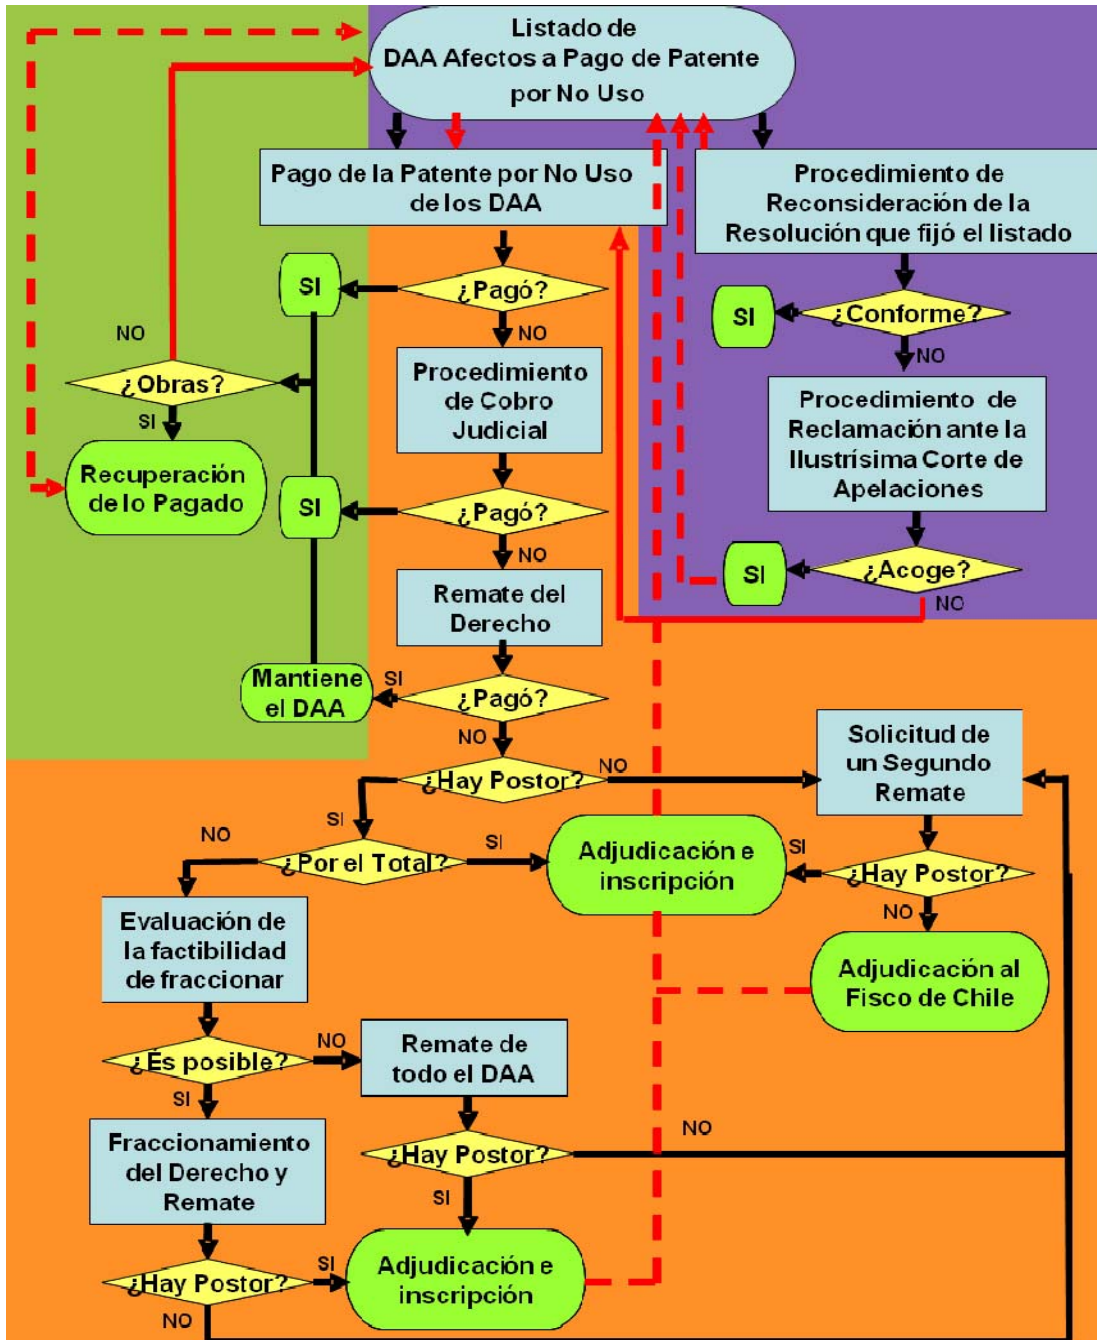 Listado de
DAA Afectos a Pago de Patente
por No Uso
Pago de la Patente por No Uso
de los DAA
Procedimiento de
Reconsideración de la
Resolución que fijó el listado
SI
¿Pagó?
NO
SI
¿Conforme?
NO
NO
¿Obras?
SI
Recuperación
de lo Pagado
Procedimiento
de Cobro
Judicial
Procedimiento de
Reclamación ante la
Ilustrísima Corte de
Apelaciones
SI
¿Pagó?
NO
SI
¿Acoge?
NO
Remate del
Derecho
Mantiene
el DAA
SI
¿Pagó?
NO
¿Hay Postor?
NO
SI
Solicitud de
un Segundo
Remate
NO
¿Por el Total?
SI
Adjudicación e
inscripción
SI
¿Hay Postor?
NO
Evaluación de
la factibilidad
de fraccionar
Adjudicación al
Fisco de Chile
¿Es posible?
NO
SI
Remate de
todo el DAA
Fraccionamiento
del Derecho y
Remate
¿Hay Postor?
NO
SI
¿Hay Postor?
SI
NO
Adjudicación e
inscripción